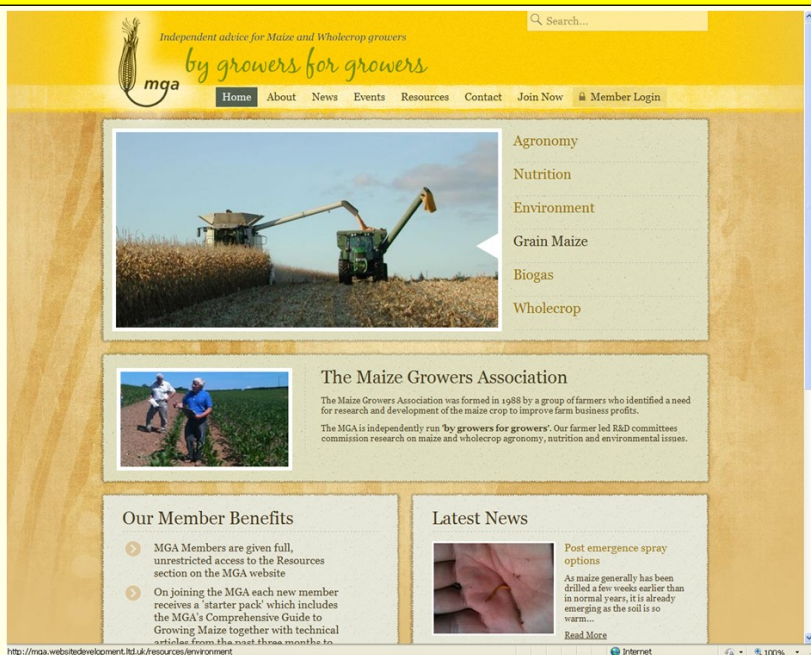 Search...
Independent advice for Maize and Wholecrop growers
by growers for growers
mga
Home About News Events Resources Contact Join Now Member Login
Agronomy
Nutrition
Environment
Grain Maize
Biogas
Wholecrop
The Maize Growers Association
The Maize Growers Association was formed in 1988 by a group of farmers who identified a need
for research and development of the maize crop to improve farm business profits.
The MGA is independently run 'by growers for growers'. Our farmer led R&D committees
commission research on maize and wholecrop agronomy, nutrition and environmental issues.
Our Member Benefits
MGA Members are given full,
unrestricted access to the Resources
section on the MGA website
On joining the MGA each new member
receives a 'starter pack' which includes
the MGA's Comprehensive Guide to
Growing Maize together with technical
articles from the past three months to
Latest News
Post emergence spray
options
As maize generally has been
drilled a few weeks earlier than
in normal years, it is already
emerging as the soil is so
warm...
Read More
http://mga.websitedevelopment.ltd.uk/resources/environment
Internet
100%